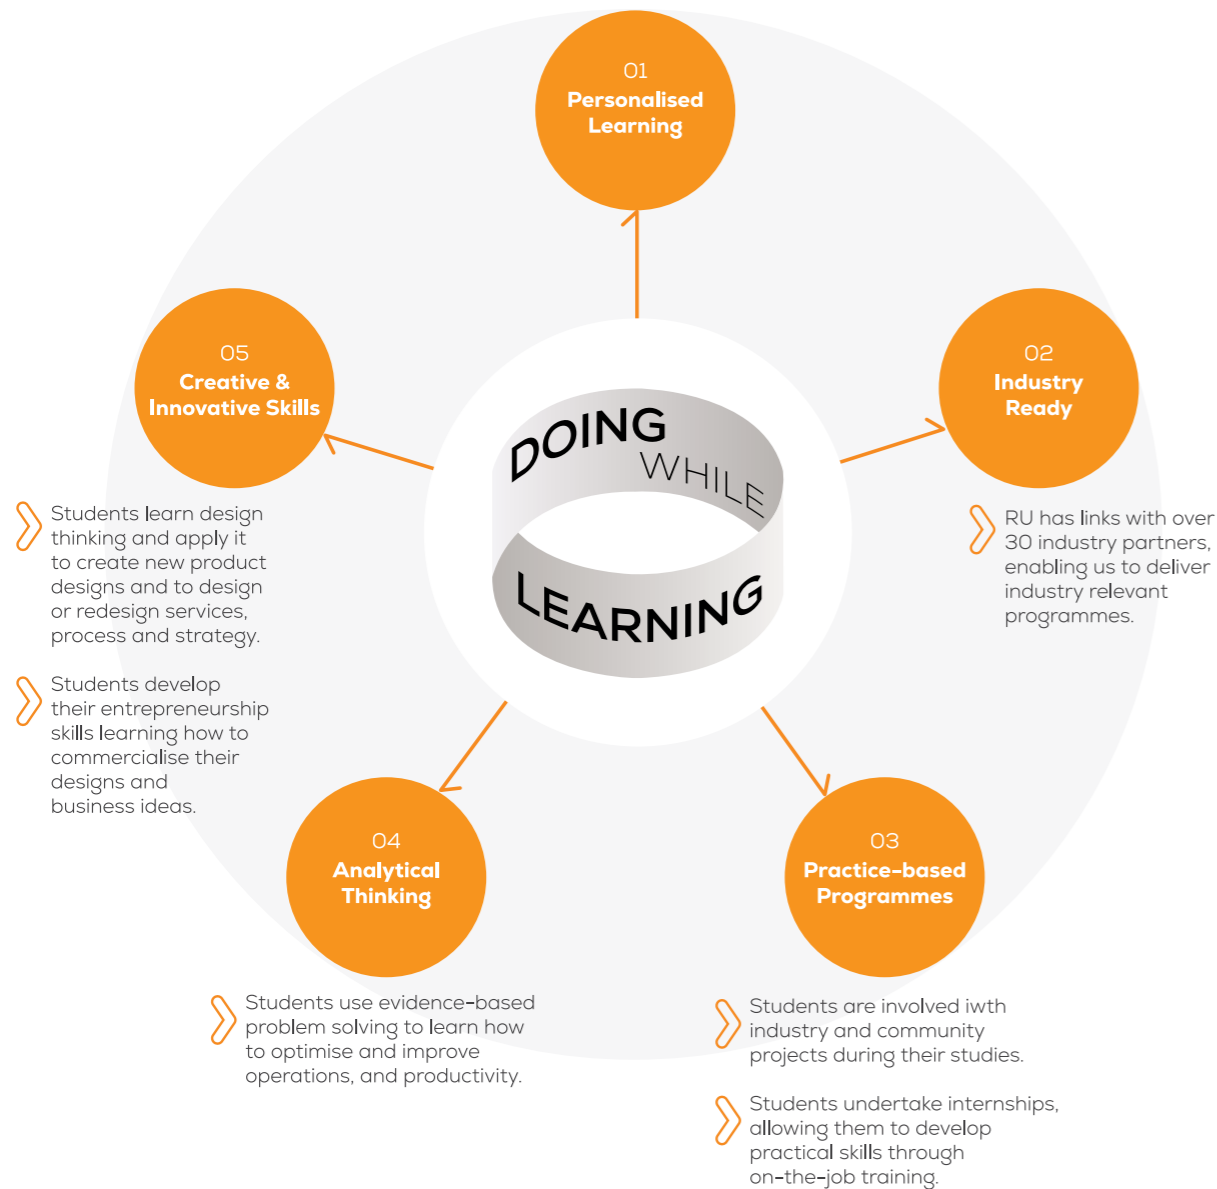 01
Personalised
Learning
02
Industry
Ready
RU has links with over
30 industry partners,
enabling us to deliver
industry relevant
programmes.
03
Practice-based
Programmes
Students are involved iwth
industry and community
projects during their studies.
Students undertake internships,
allowing them to develop
practical skills through
on-the-job training.
04
Analytical
Thinking
Students use evidence-based
problem solving to learn how
to optimise and improve
operations, and productivity.
05
Creative &
Innovative Skills
Students learn design
thinking and apply it
to create new product
designs and to design
or redesign services,
process and strategy.
Students develop
their entrepreneurship
skills learning how to
commercialise their
designs and
business ideas.
DOING
WHILE
LEARNING